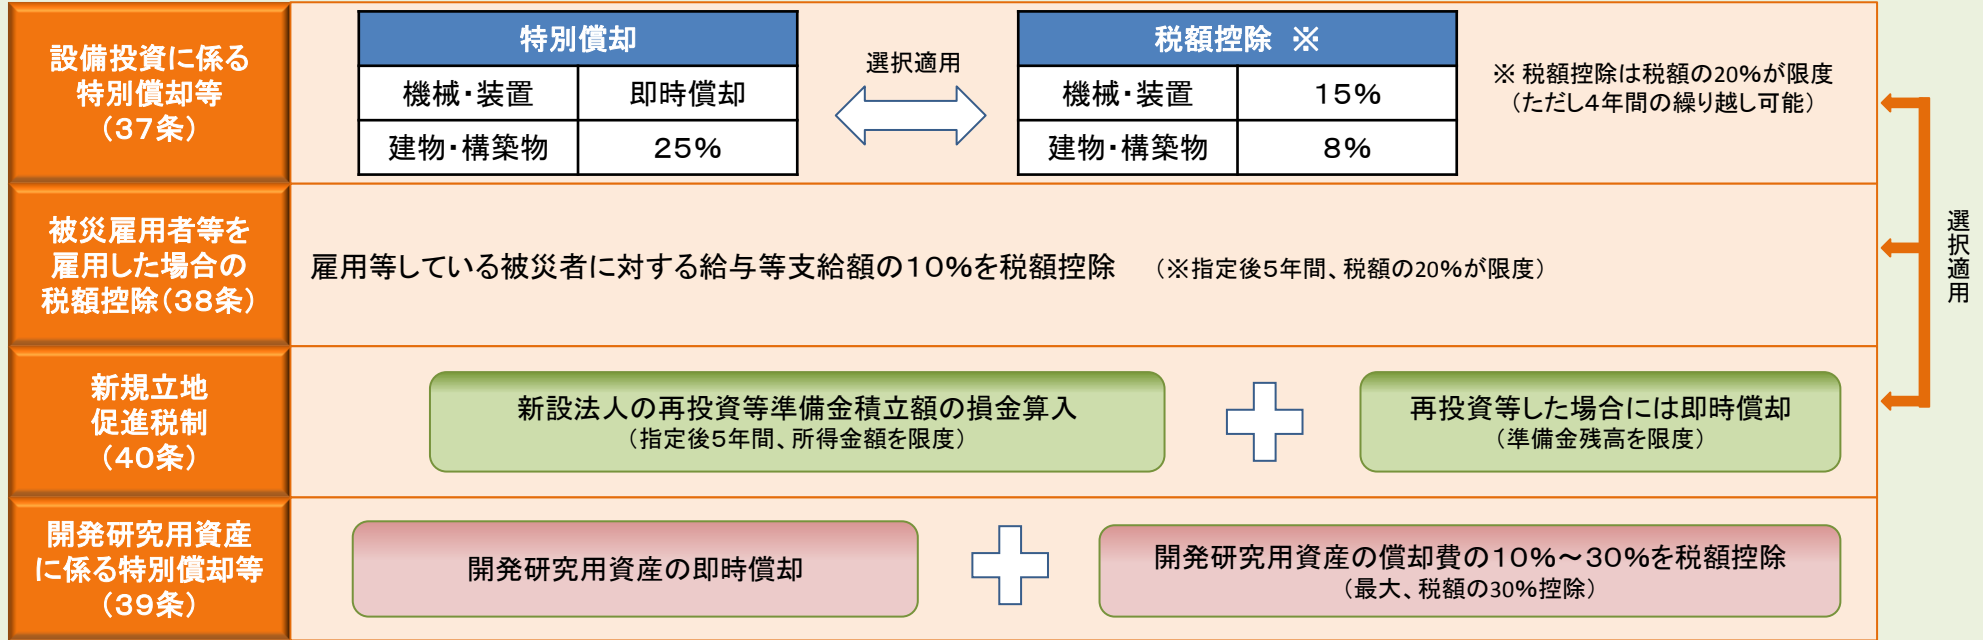 設備投資に係る
特別償却等
（37条）
特別償却
機械・装置 即時償却
建物・構築物 25％
選択適用
税額控除 ※
機械・装置 15％
建物・構築物 8％
※ 税額控除は税額の20％が限度
（ただし4年間の繰り越し可能）
被災雇用者等を
雇用した場合の
税額控除（38条）
雇用等している被災者に対する給与等支給額の10％を税額控除 （※指定後5年間、税額の20％が限度）
新規立地
促進税制
（40条）
新設法人の再投資等準備金積立額の損金算入
（指定後5年間、所得金額を限度）
再投資等した場合には即時償却
（準備金残高を限度）
選択適用
開発研究用資産
に係る特別償却等
（39条）
開発研究用資産の即時償却
開発研究用資産の償却費の10％～30％を税額控除
（最大、税額の30％控除）